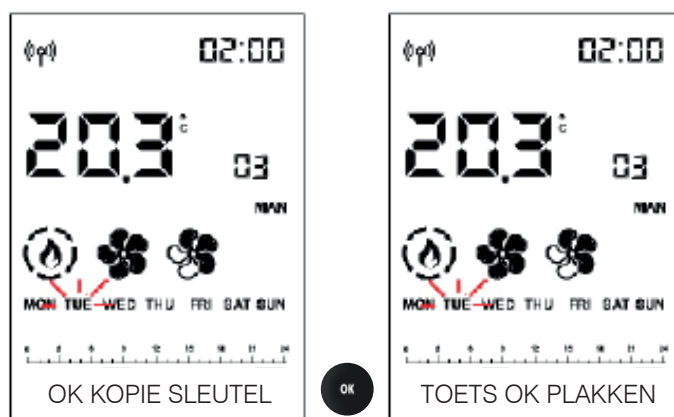 02:00
20.3 °C
03
MAN
MON TUE WED THU FRI SAT SUN
OK KOPIE SLEUTEL
OK
02:00
20.3 °C
03
MAN
MON TUE WED THU FRI SAT SUN
TOETS OK PLAKKEN